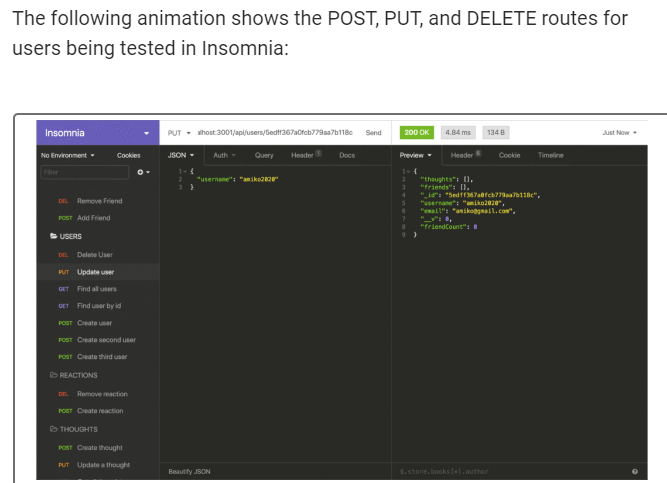 The following animation shows the POST, PUT, and DELETE routes for
users being tested in Insomnia:
Insomnia
PUT
alhost:3001/api/users/5edff367a0fcb779aa7b118c
Send
200 OK
4.84 ms
134 B
Just Now
No Environment
Cookies
JSON
Auth
Query
Header 1
Docs
Preview
Header 6
Cookie
Timeline
Filter
1 {
2 "username": "amiko2020"
3 }
1 {
2 "thoughts": [],
3 "friends": [],
4 "_id": "5edff367a0fcb779aa7b118c",
5 "username": "amiko2020",
6 "email": "amiko@gmail.com",
7 "__v": 0,
8 "friendCount": 0
9 }
DEL Remove Friend
POST Add Friend
USERS
DEL Delete User
PUT Update user
GET Find all users
GET Find user by id
POST Create user
POST Create second user
POST Create third user
REACTIONS
DEL Remove reaction
POST Create reaction
THOUGHTS
POST Create thought
PUT Update a thought
Beautify JSON
$.store.books[*].author